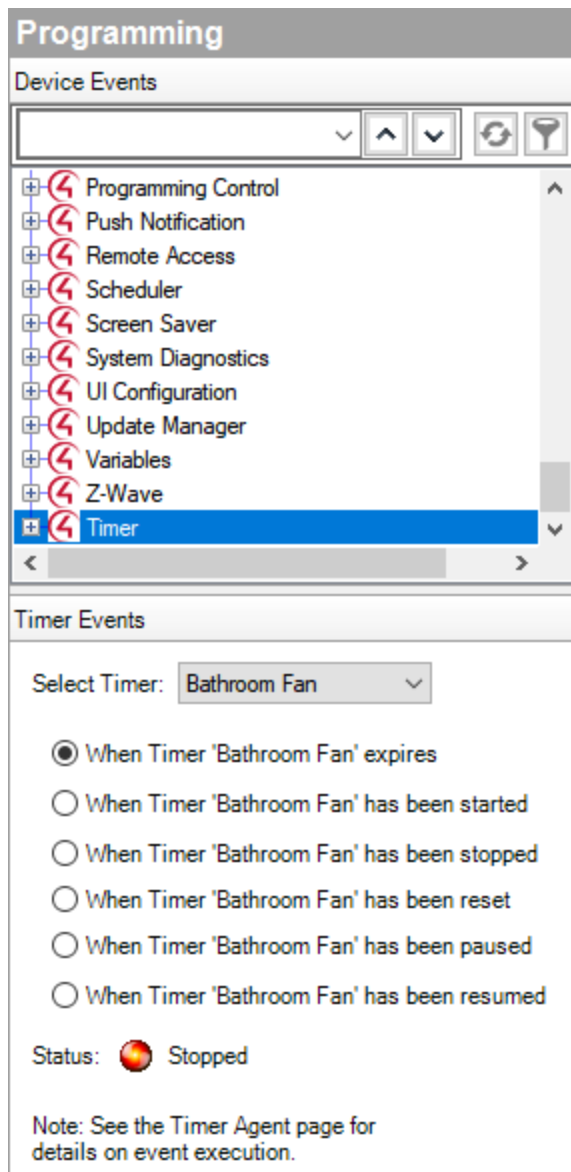 Programming
Device Events
Programming Control
Push Notification
Remote Access
Scheduler
Screen Saver
System Diagnostics
UI Configuration
Update Manager
Variables
Z-Wave
Timer
Timer Events
Select Timer: Bathroom Fan
When Timer 'Bathroom Fan' expires
When Timer 'Bathroom Fan' has been started
When Timer 'Bathroom Fan' has been stopped
When Timer 'Bathroom Fan' has been reset
When Timer 'Bathroom Fan' has been paused
When Timer 'Bathroom Fan' has been resumed
Status: Stopped
Note: See the Timer Agent page for
details on event execution.